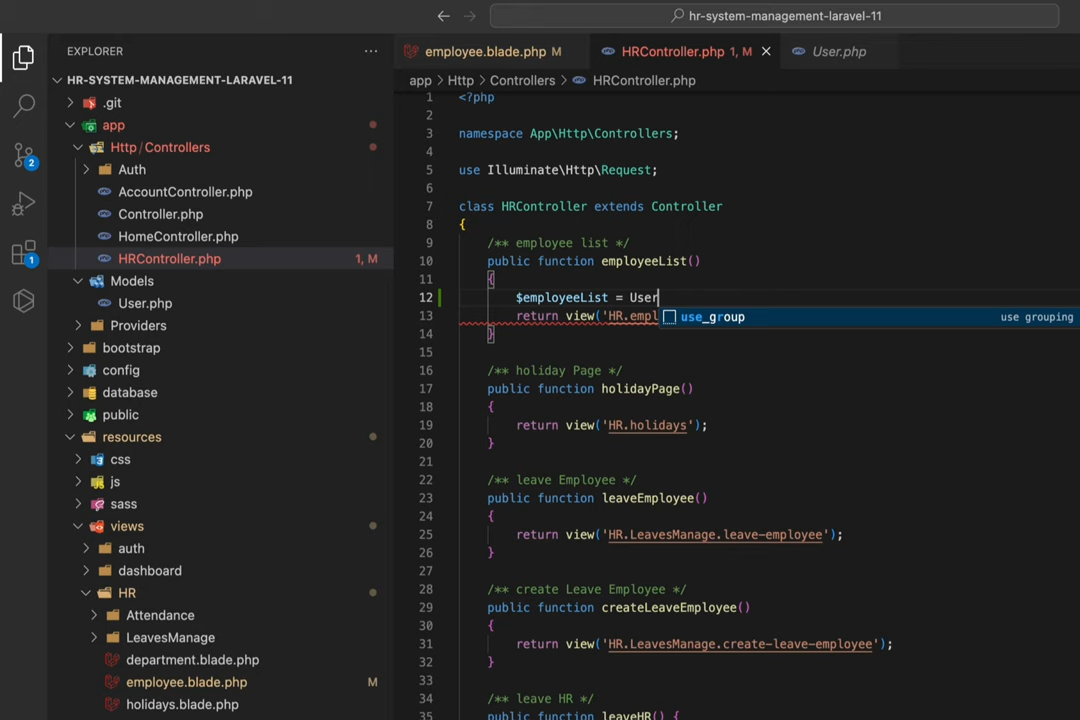 hr-system-management-laravel-11
EXPLORER
HR-SYSTEM-MANAGEMENT-LARAVEL-11
.git
app
Http / Controllers
Auth
AccountController.php
Controller.php
HomeController.php
HRController.php 1, M
Models
User.php
Providers
bootstrap
config
database
public
resources
css
js
sass
views
auth
dashboard
HR
Attendance
LeavesManage
department.blade.php
employee.blade.php M
holidays.blade.php
2
1
employee.blade.php M
HRController.php 1, M
User.php
app > Http > Controllers > HRController.php
1 <?php
2
3 namespace App\Http\Controllers;
4
5 use Illuminate\Http\Request;
6
7 class HRController extends Controller
8 {
9 /** employee list */
10 public function employeeList()
11 {
12 $employeeList = User
13 return view('HR.empl
use_group use grouping
14 }
15
16 /** holiday Page */
17 public function holidayPage()
18 {
19 return view('HR.holidays');
20 }
21
22 /** leave Employee */
23 public function leaveEmployee()
24 {
25 return view('HR.LeavesManage.leave-employee');
26 }
27
28 /** create Leave Employee */
29 public function createLeaveEmployee()
30 {
31 return view('HR.LeavesManage.create-leave-employee');
32 }
33
34 /** leave HR */
35 public function leaveHR() {